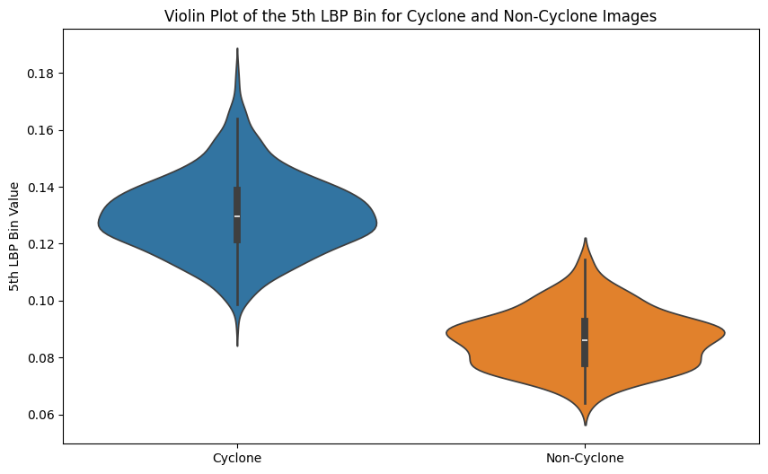 Violin Plot of the 5th LBP Bin for Cyclone and Non-Cyclone Images
0.18
0.16
0.14
0.12
0.10
0.08
0.06
5th LBP Bin Value
Cyclone
Non-Cyclone